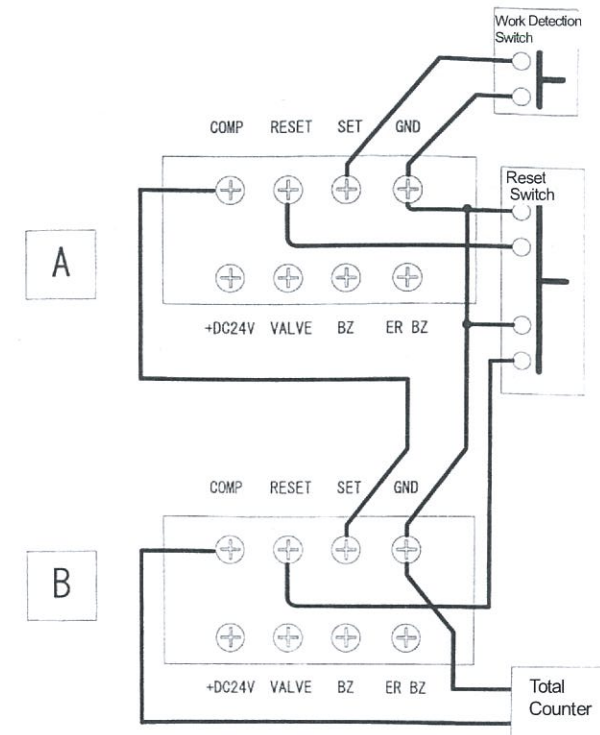 Work Detection
Switch
COMP RESET SET GND
Reset
Switch
A
+DC24V VALVE BZ ER BZ
COMP RESET SET GND
B
+DC24V VALVE BZ ER BZ
Total
Counter